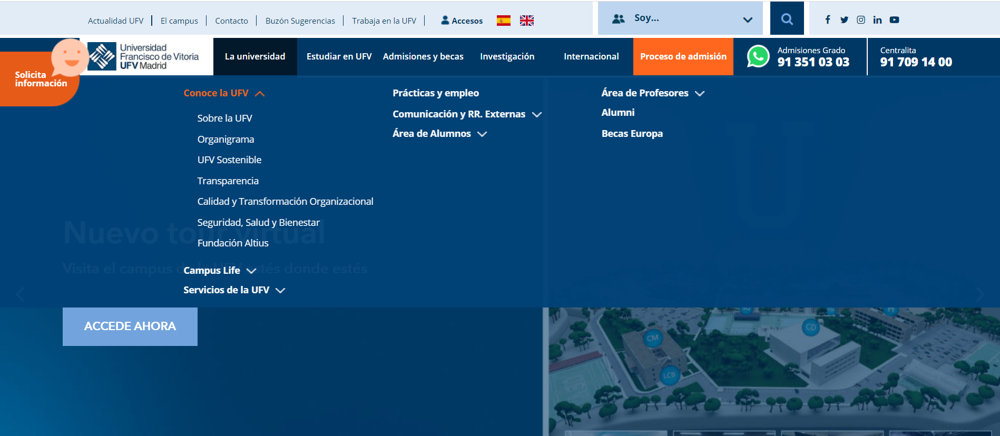 Actualidad UFV
El campus
Contacto
Buzón Sugerencias
Trabaja en la UFV
Accesos
Soy...
Solicita
información
Universidad
Francisco de Vitoria
UFV Madrid
La universidad
Estudiar en UFV
Admisiones y becas
Investigación
Internacional
Proceso de admisión
Admisiones Grado
91 351 03 03
Centralita
91 709 14 00
Conoce la UFV
Sobre la UFV
Organigrama
UFV Sostenible
Transparencia
Calidad y Transformación Organizacional
Seguridad, Salud y Bienestar
Fundación Altius
Campus Life
Servicios de la UFV
Prácticas y empleo
Comunicación y RR. Externas
Área de Alumnos
Área de Profesores
Alumni
Becas Europa
Nuevo tour virtual
Visita el campus de la UFV estés donde estés
ACCEDE AHORA
CM
CD
LCB